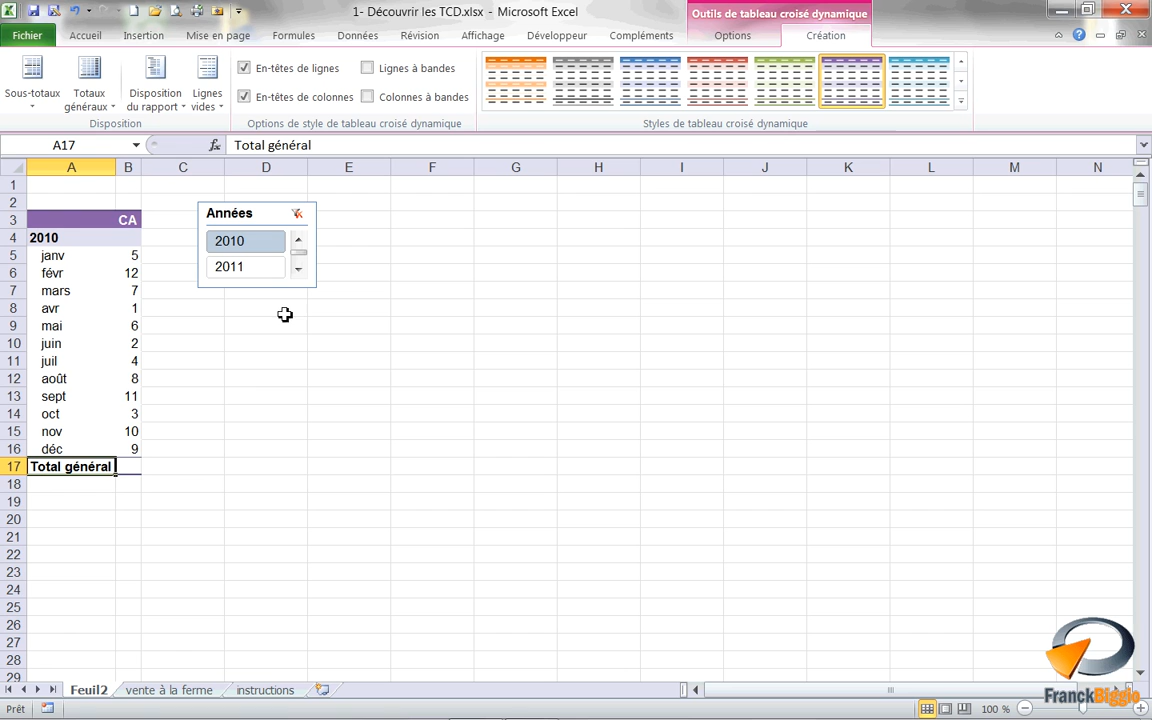 1- Découvrir les TCD.xlsx - Microsoft Excel
Outils de tableau croisé dynamique
Fichier Accueil Insertion Mise en page Formules Données Révision Affichage Développeur Compléments Options Création
En-têtes de lignes Lignes à bandes
Sous-totaux Totaux généraux Disposition du rapport Lignes vides
En-têtes de colonnes Colonnes à bandes
Disposition Options de style de tableau croisé dynamique Styles de tableau croisé dynamique
A17 fx Total général
A B C D E F G H I J K L M N
1
2
3 CA
Années
4 2010
2010
5 janv 5
2011
6 févr 12
7 mars 7
8 avr 1
9 mai 6
10 juin 2
11 juil 4
12 août 8
13 sept 11
14 oct 3
15 nov 10
16 déc 9
17 Total général
18
19
20
21
22
23
24
25
26
27
28
29
Feuil2 vente à la ferme instructions
FranckBiggio
Prêt 100 %